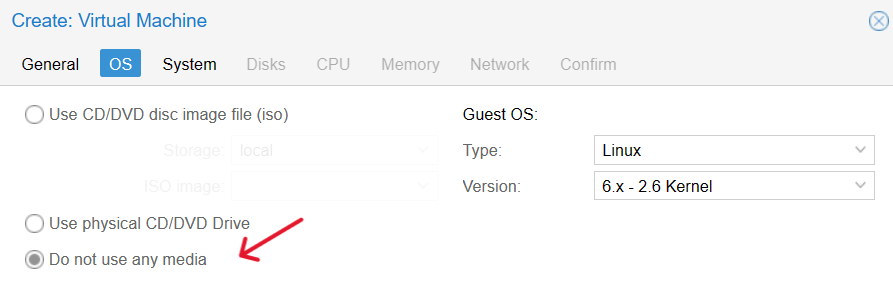 Create: Virtual Machine
General OS System Disks CPU Memory Network Confirm
Use CD/DVD disc image file (iso) Guest OS:
Storage: local Type: Linux
ISO image: Version: 6.x - 2.6 Kernel
Use physical CD/DVD Drive
Do not use any media